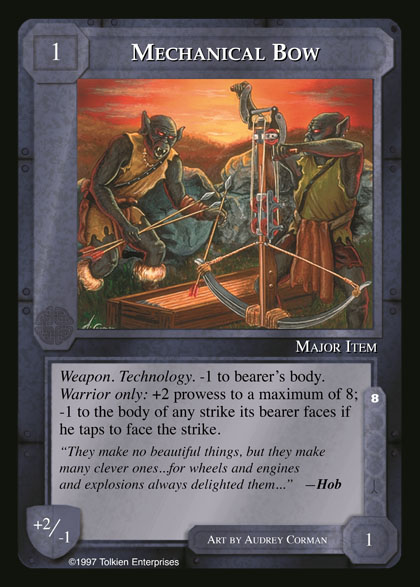 1
MECHANICAL BOW
MAJOR ITEM
Weapon. Technology. -1 to bearer's body.
Warrior only: +2 prowess to a maximum of 8;
-1 to the body of any strike its bearer faces if
he taps to face the strike.
8
“They make no beautiful things, but they make
many clever ones...for wheels and engines
and explosions always delighted them...” —Hob
+2/
-1
ART BY AUDREY CORMAN
1
©1997 Tolkien Enterprises